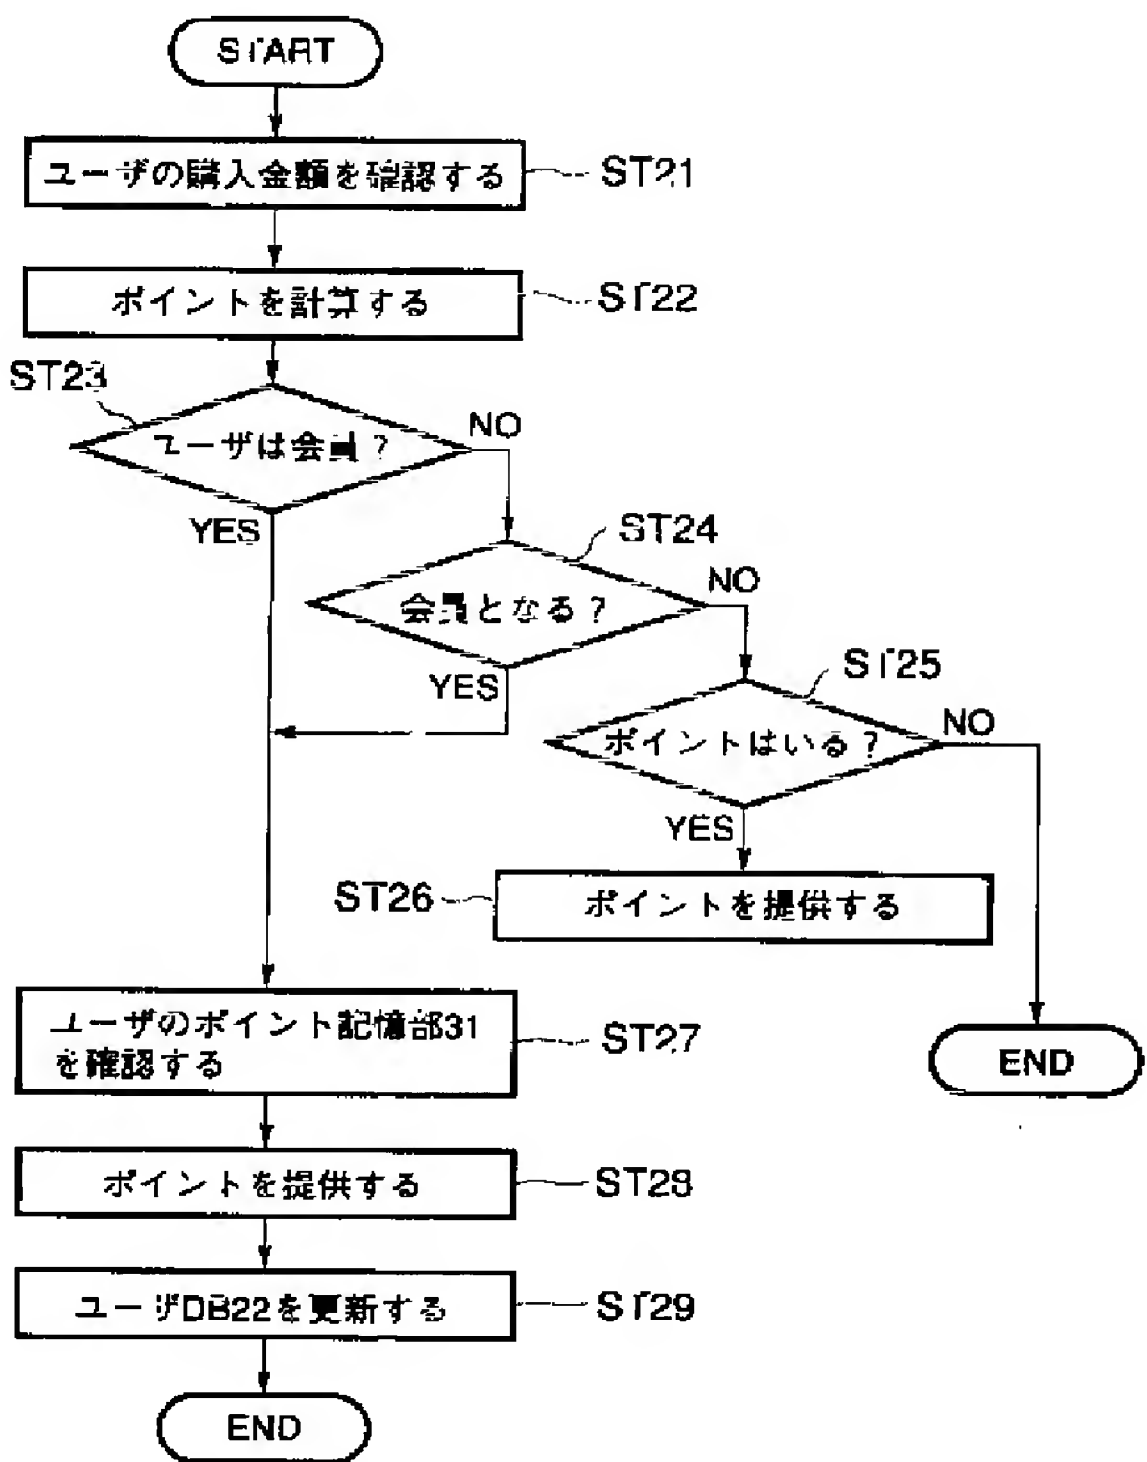 START
ユーザの購入金額を確認する
ST21
ポイントを計算する
ST22
ST23
ユーザは会員?
NO
YES
ST24
会員となる?
NO
YES
ST25
ポイントはいる?
NO
YES
ST26
ポイントを提供する
END
ユーザのポイント記憶部31
を確認する
ST27
ポイントを提供する
ST28
ユーザDB22を更新する
ST29
END